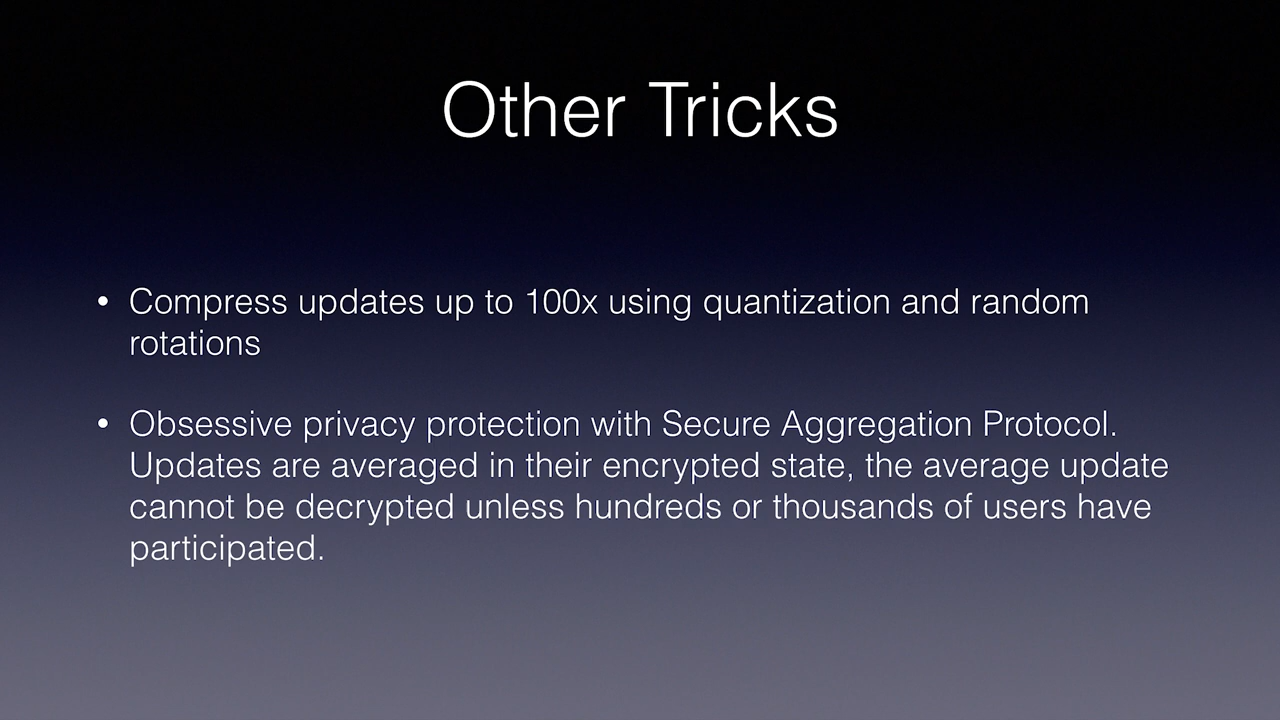 Other Tricks
• Compress updates up to 100x using quantization and random
rotations
• Obsessive privacy protection with Secure Aggregation Protocol.
Updates are averaged in their encrypted state, the average update
cannot be decrypted unless hundreds or thousands of users have
participated.